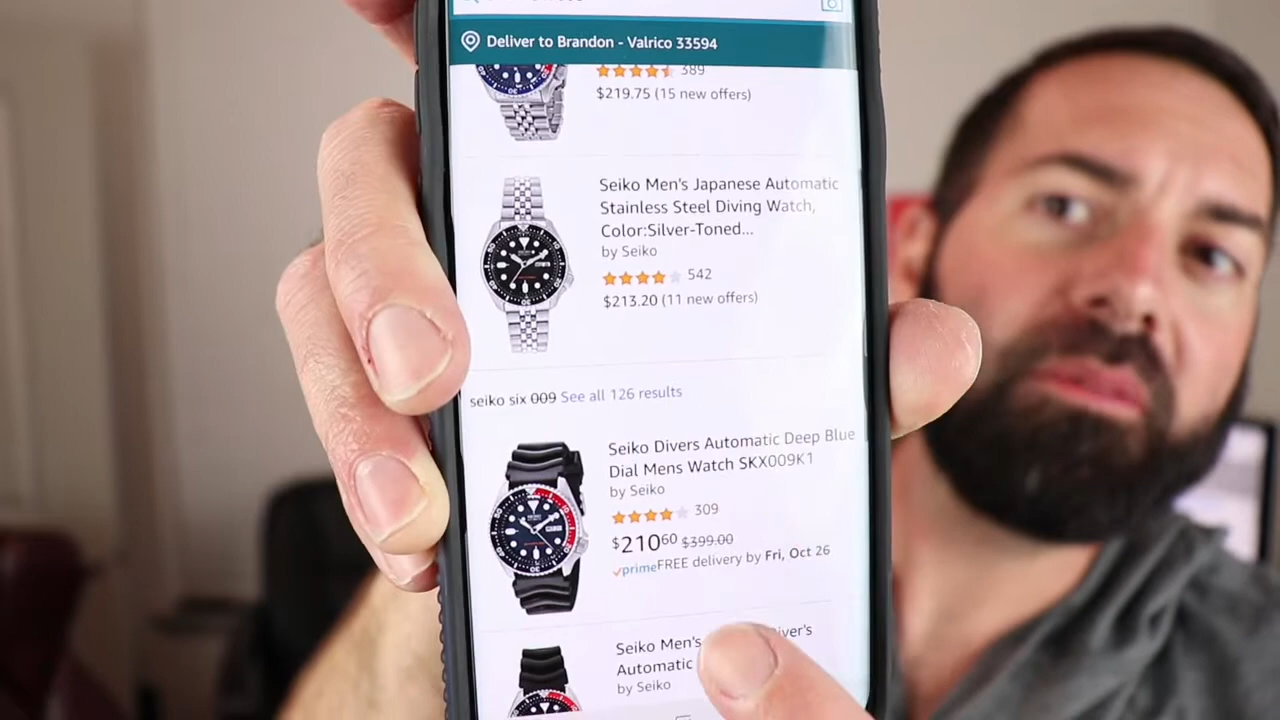 Deliver to Brandon - Valrico 33594
389
$219.75 (15 new offers)
Seiko Men's Japanese Automatic
Stainless Steel Diving Watch,
Color:Silver-Toned...
by Seiko
542
$213.20 (11 new offers)
seiko six 009 See all 126 results
Seiko Divers Automatic Deep Blue
Dial Mens Watch SKX009K1
by Seiko
309
$210 60 $399.00
prime FREE delivery by Fri, Oct 26
Seiko Men's
Automatic
by Seiko